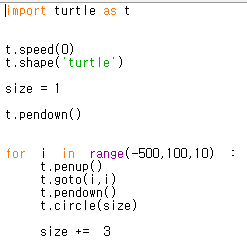 import turtle as t
t.speed(0)
t.shape('turtle')
size = 1
t.pendown()
for i in range(-500,100,10) :
t.penup()
t.goto(i,i)
t.pendown()
t.circle(size)
size += 3